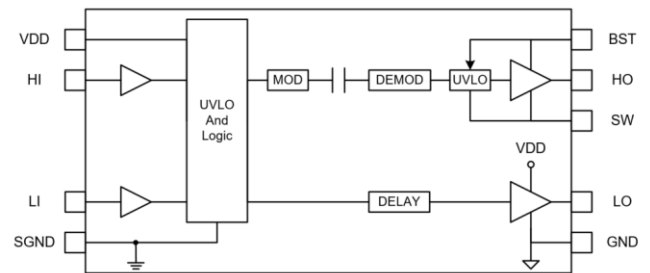 VDD
BST
HI
MOD
DEMOD
UVLO
HO
UVLO
And
Logic
SW
VDD
LI
DELAY
LO
SGND
GND